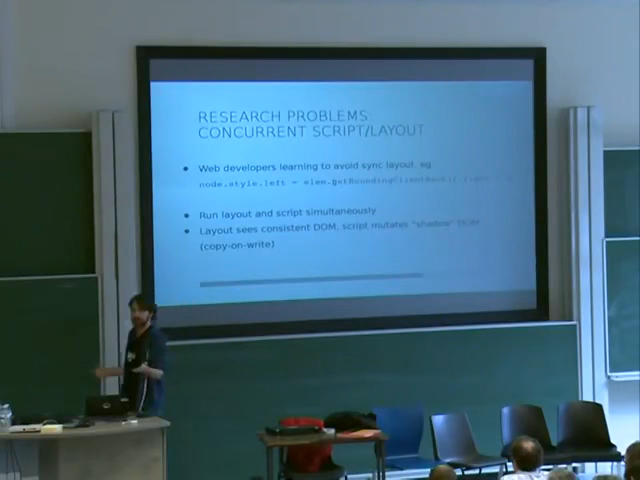 RESEARCH PROBLEMS:
CONCURRENT SCRIPT/LAYOUT
• Web developers learning to avoid sync layout, eg
node.style.left = elem.getBoundingClientRect().
• Run layout and script simultaneously
• Layout sees consistent DOM, script mutates "shadow" DOM
(copy-on-write)